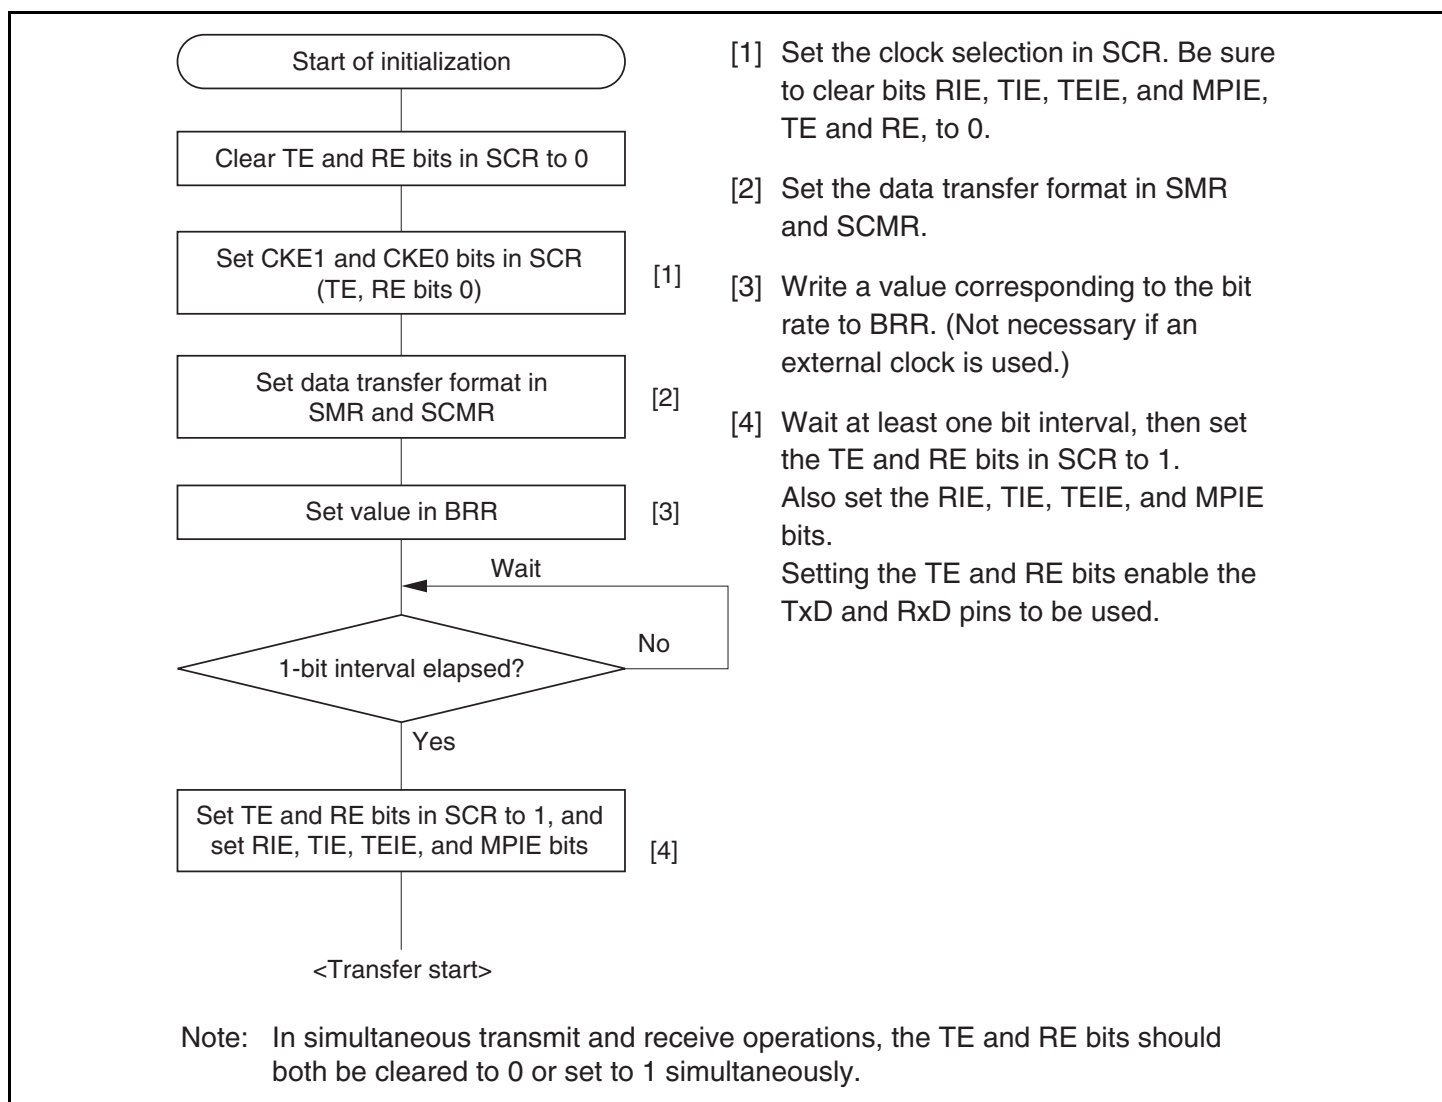 Start of initialization
Clear TE and RE bits in SCR to 0
Set CKE1 and CKE0 bits in SCR
(TE, RE bits 0)
[1]
Set data transfer format in
SMR and SCMR
[2]
Set value in BRR
[3]
Wait
1-bit interval elapsed?
No
Yes
Set TE and RE bits in SCR to 1, and
set RIE, TIE, TEIE, and MPIE bits
[4]
<Transfer start>
[1] Set the clock selection in SCR. Be sure
to clear bits RIE, TIE, TEIE, and MPIE,
TE and RE, to 0.
[2] Set the data transfer format in SMR
and SCMR.
[3] Write a value corresponding to the bit
rate to BRR. (Not necessary if an
external clock is used.)
[4] Wait at least one bit interval, then set
the TE and RE bits in SCR to 1.
Also set the RIE, TIE, TEIE, and MPIE
bits.
Setting the TE and RE bits enable the
TxD and RxD pins to be used.
Note: In simultaneous transmit and receive operations, the TE and RE bits should
both be cleared to 0 or set to 1 simultaneously.